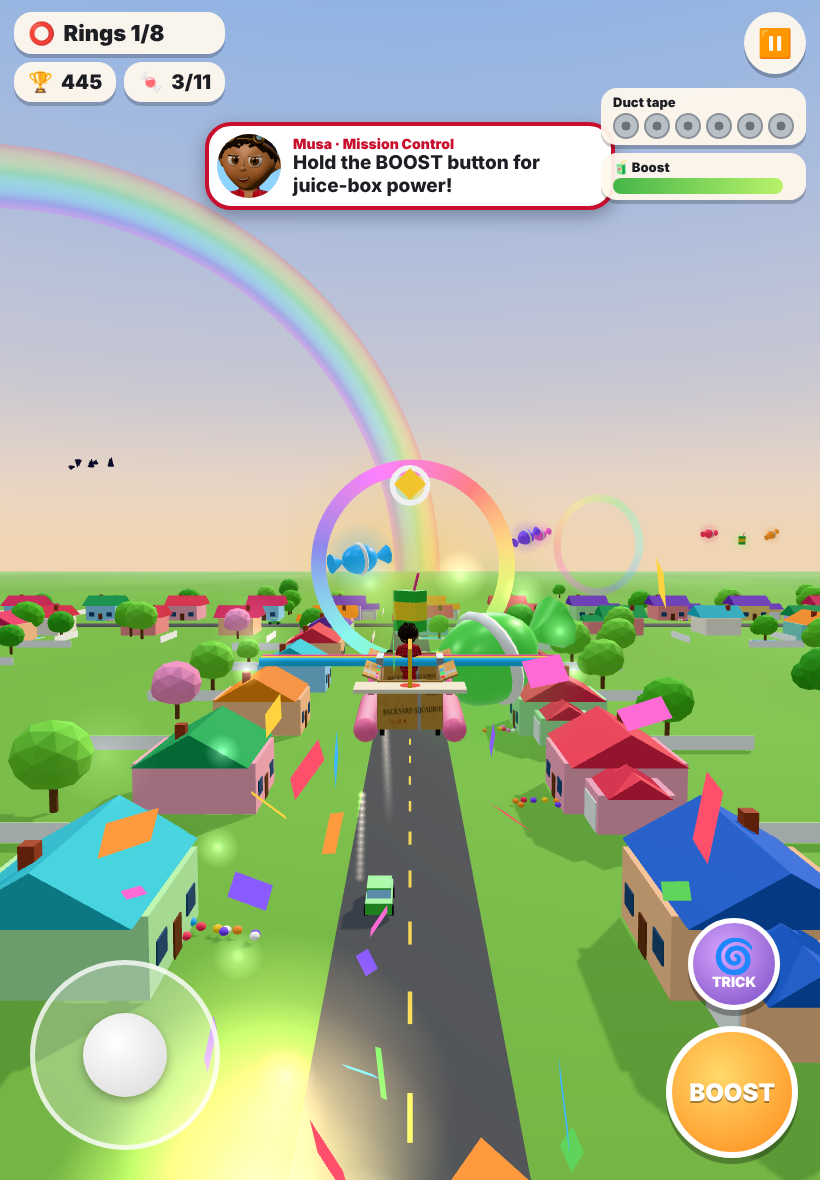 Rings 1/8
445
3/11
Duct tape
Musa · Mission Control
Hold the BOOST button for
juice-box power!
Boost
BACKYARD SQUADRON
TRICK
BOOST